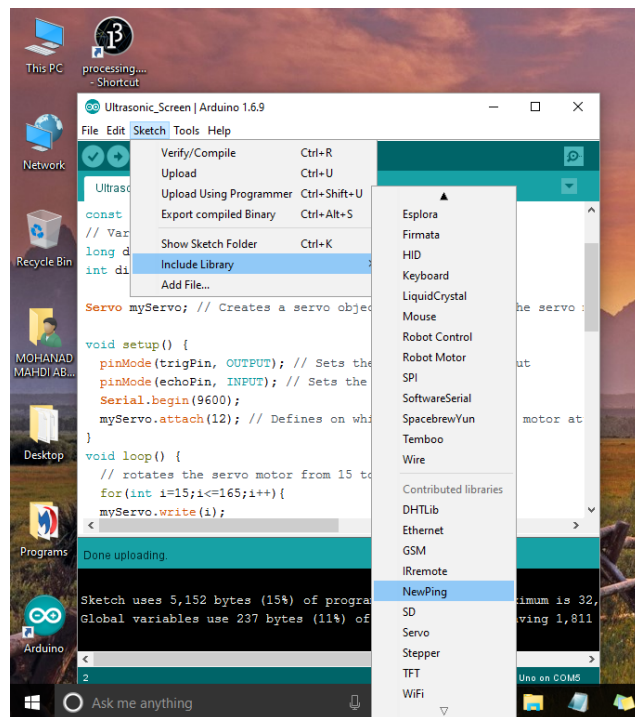 This PC
processing....
- Shortcut
Network
Recycle Bin
MOHANAD
MAHDI AB...
Desktop
Programs
Arduino
Ultrasonic_Screen | Arduino 1.6.9
File Edit Sketch Tools Help
Verify/Compile Ctrl+R
Upload Ctrl+U
Upload Using Programmer Ctrl+Shift+U
Export compiled Binary Ctrl+Alt+S
Show Sketch Folder Ctrl+K
Include Library
Add File...
Esplora
Firmata
HID
Keyboard
LiquidCrystal
Mouse
Robot Control
Robot Motor
SPI
SoftwareSerial
SpacebrewYun
Temboo
Wire
Contributed libraries
DHTLib
Ethernet
GSM
IRremote
NewPing
SD
Servo
Stepper
TFT
WiFi
Ultraso
const
// Var
long d
int di
Servo myServo; // Creates a servo objec he servo
void setup() {
pinMode(trigPin, OUTPUT); // Sets the ut
pinMode(echoPin, INPUT); // Sets the
Serial.begin(9600);
myServo.attach(12); // Defines on whi motor at
}
void loop() {
// rotates the servo motor from 15 to
for(int i=15;i<=165;i++){
myServo.write(i);
Done uploading.
Sketch uses 5,152 bytes (15%) of progra ximum is 32,
Global variables use 237 bytes (11%) of aving 1,811
2 Uno on COM5
Ask me anything